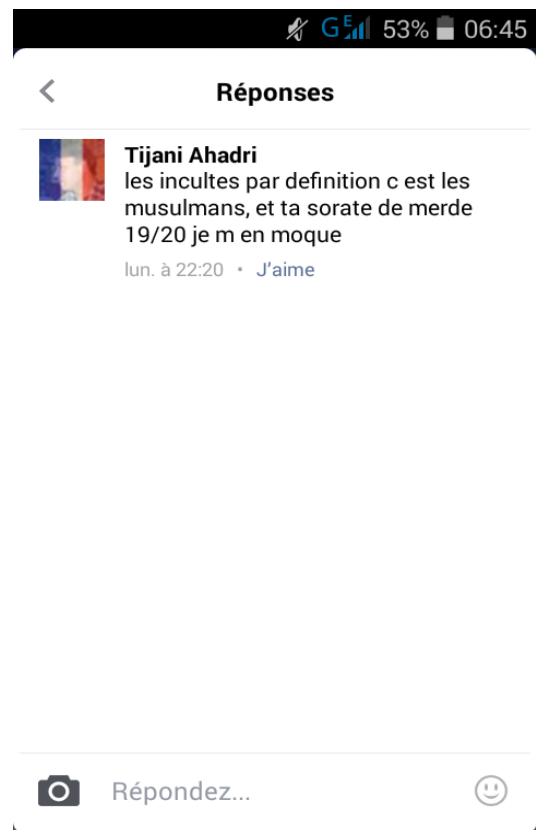 G E 53% 06:45
Réponses
Tijani Ahadri
les incultes par definition c est les
musulmans, et ta sorate de merde
19/20 je m en moque
lun. à 22:20 • J'aime
Répondez...